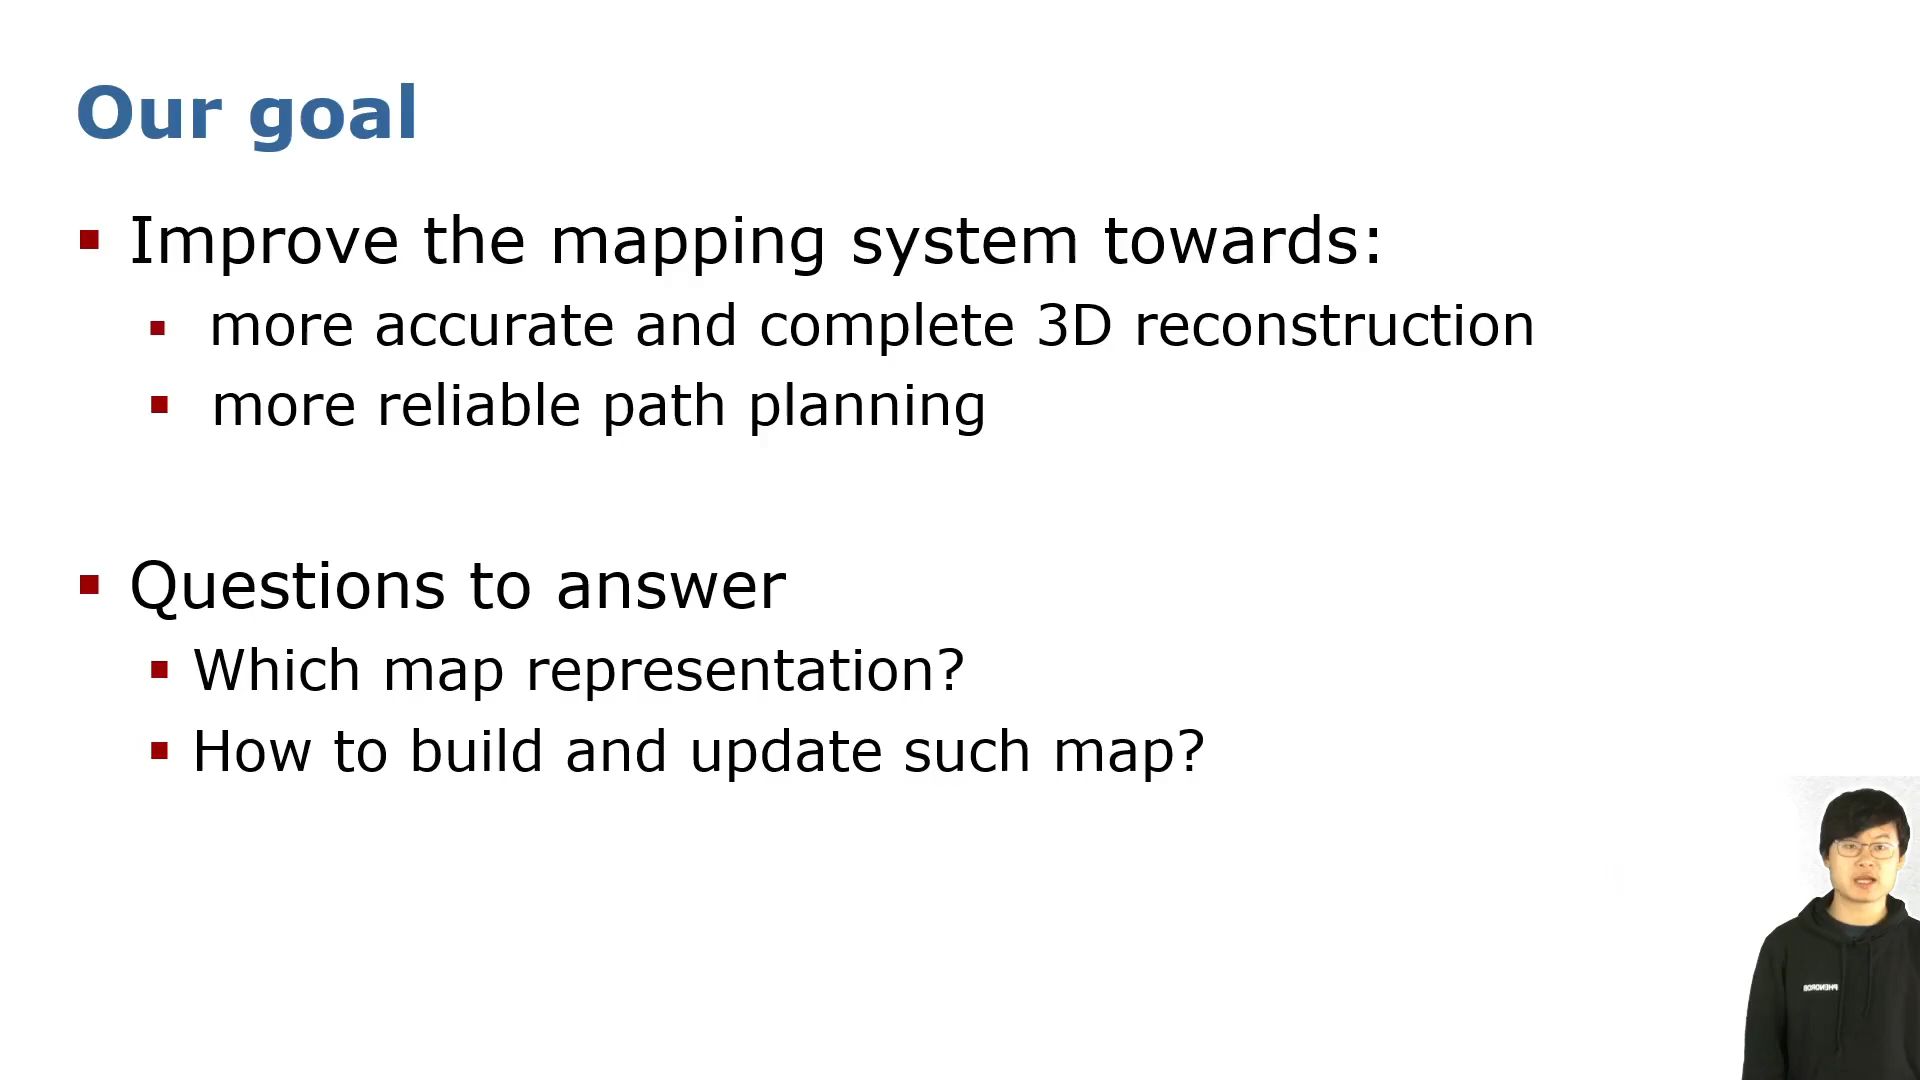 Our goal
Improve the mapping system towards:
more accurate and complete 3D reconstruction
more reliable path planning
Questions to answer
Which map representation?
How to build and update such map?
PHENOROB